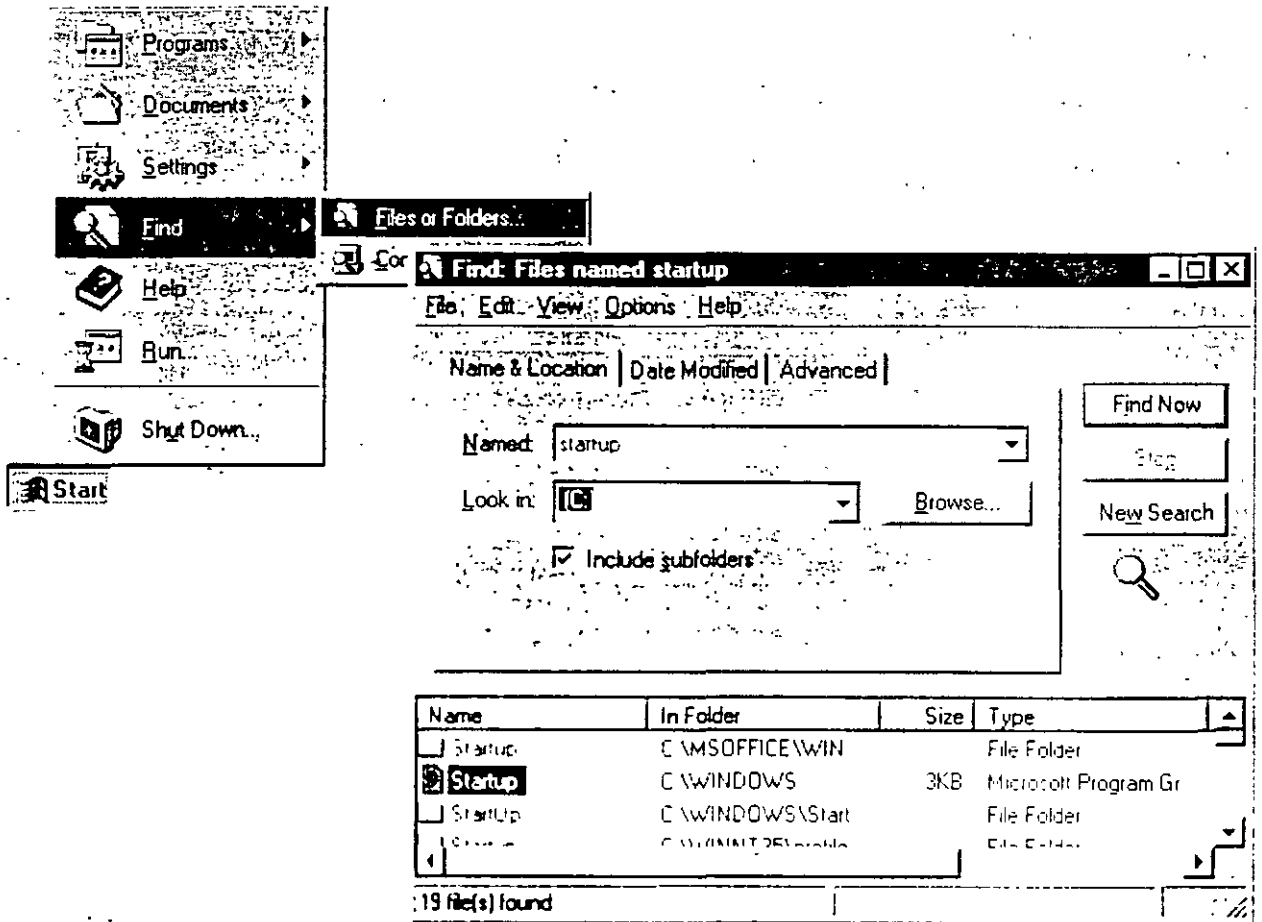 Programs
Documents
Settings
Find
Files or Folders...
Help
Run...
Shut Down...
Start
Find: Files named startup
File Edit View Options Help
Name & Location Date Modified Advanced
Named: startup
Find Now
Stop
Look in: Browse...
New Search
Include subfolders
Name In Folder Size Type
Startup C:\MSOFFICE\WIN File Folder
Startup C:\WINDOWS 3KB Microsoft Program Gr
StartUp C:\WINDOWS\Start File Folder
19 file(s) found